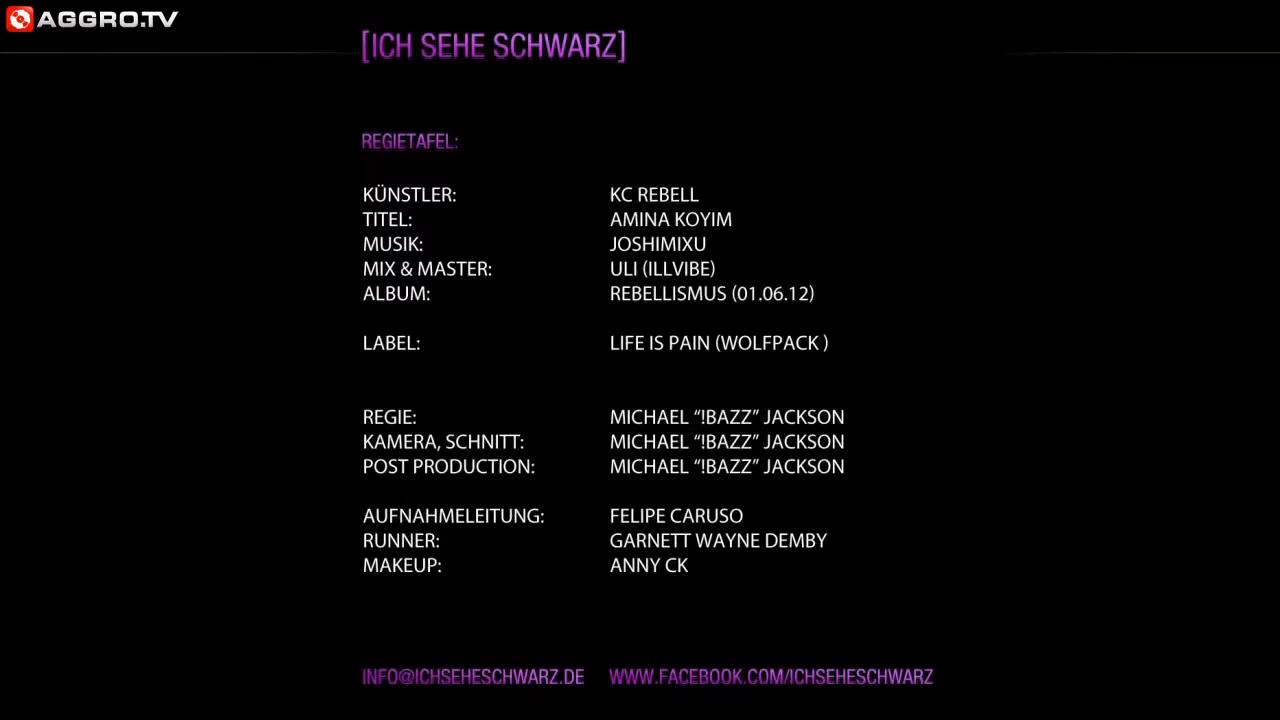 AGGRO.TV
[ICH SEHE SCHWARZ]
REGIETAFEL:
KÜNSTLER: KC REBELL
TITEL: AMINA KOYIM
MUSIK: JOSHIMIXU
MIX & MASTER: ULI (ILLVIBE)
ALBUM: REBELLISMUS (01.06.12)
LABEL: LIFE IS PAIN (WOLFPACK )
REGIE: MICHAEL “!BAZZ” JACKSON
KAMERA, SCHNITT: MICHAEL “!BAZZ” JACKSON
POST PRODUCTION: MICHAEL “!BAZZ” JACKSON
AUFNAHMELEITUNG: FELIPE CARUSO
RUNNER: GARNETT WAYNE DEMBY
MAKEUP: ANNY CK
INFO@ICHSEHESCHWARZ.DE WWW.FACEBOOK.COM/ICHSEHESCHWARZ